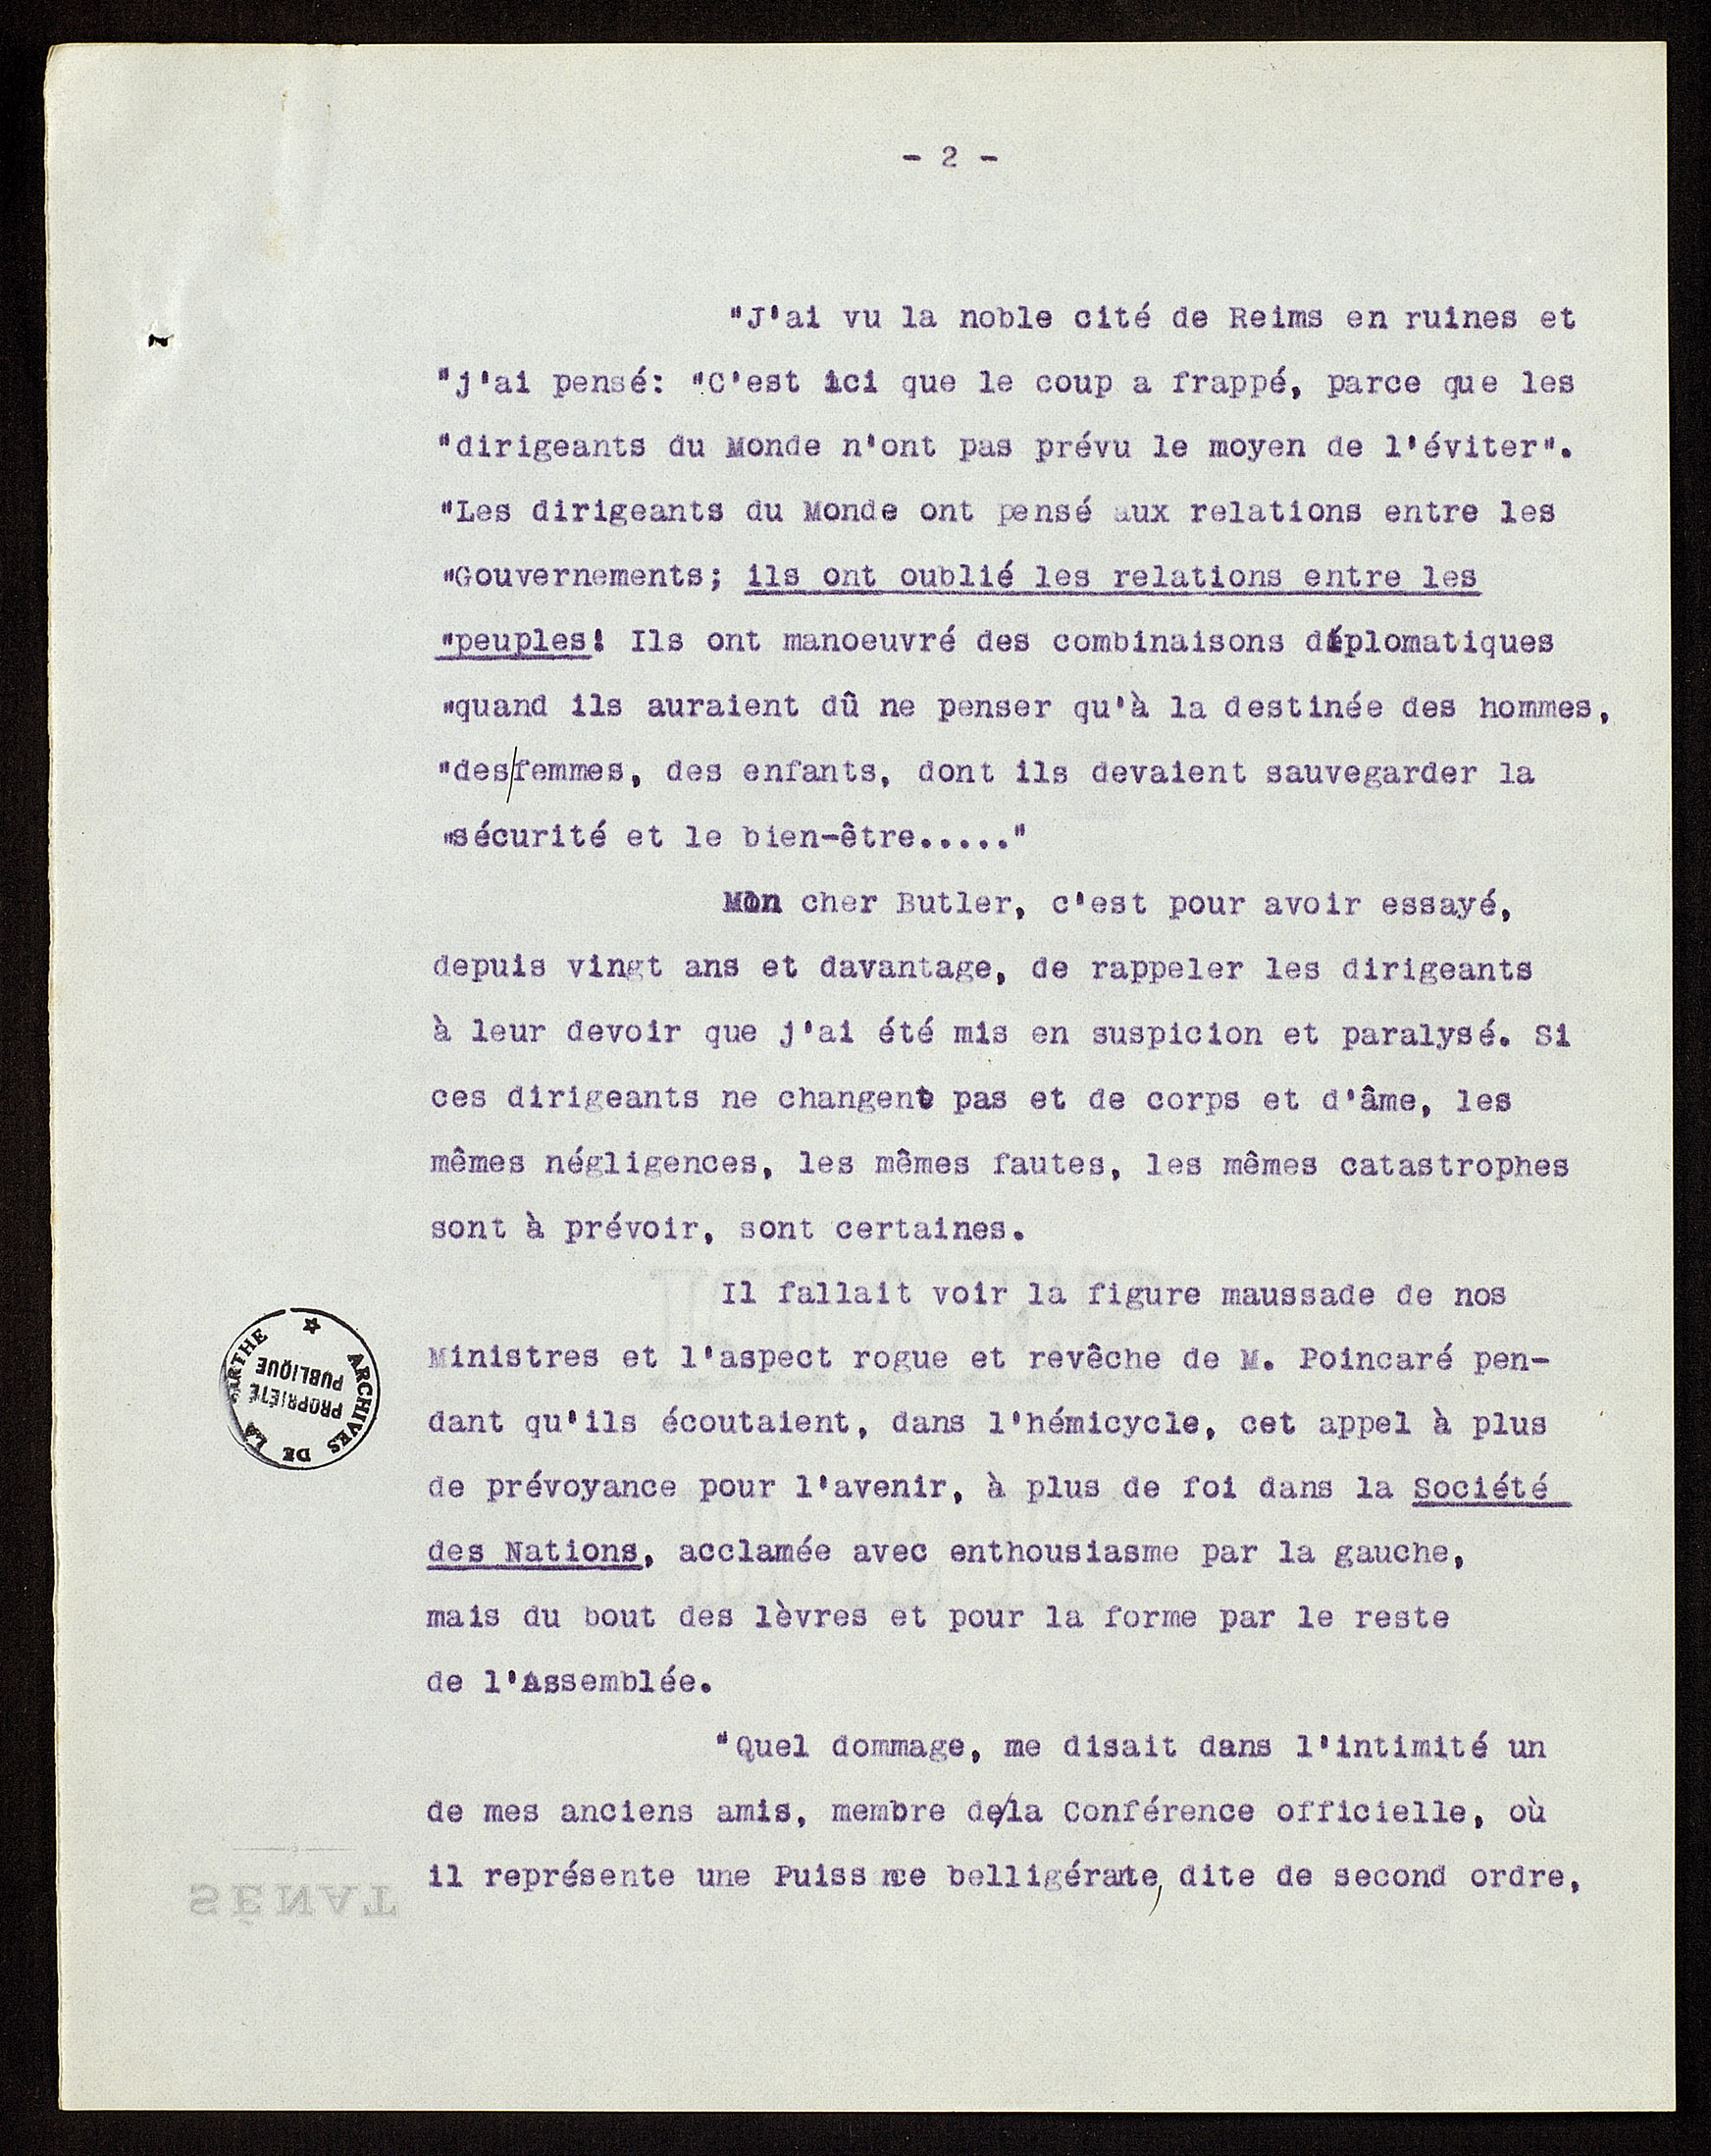 - 2 -
"J'ai vu la noble cité de Reims en ruines et
"j'ai pensé: "C'est ici que le coup a frappé, parce que les
"dirigeants du Monde n'ont pas prévu le moyen de l'éviter".
"Les dirigeants du Monde ont pensé aux relations entre les
"Gouvernements; ils ont oublié les relations entre les
"peuples! Ils ont manoeuvré des combinaisons diplomatiques
"quand ils auraient dû ne penser qu'à la destinée des hommes,
"des/femmes, des enfants, dont ils devaient sauvegarder la
"sécurité et le bien-être....."
Mon cher Butler, c'est pour avoir essayé,
depuis vingt ans et davantage, de rappeler les dirigeants
à leur devoir que j'ai été mis en suspicion et paralysé. Si
ces dirigeants ne changent pas et de corps et d'âme, les
mêmes négligences, les mêmes fautes, les mêmes catastrophes
sont à prévoir, sont certaines.
Il fallait voir la figure maussade de nos
Ministres et l'aspect rogue et revêche de M. Poincaré pen-
dant qu'ils écoutaient, dans l'hémicycle, cet appel à plus
de prévoyance pour l'avenir, à plus de foi dans la Société
des Nations, acclamée avec enthousiasme par la gauche,
mais du bout des lèvres et pour la forme par le reste
de l'Assemblée.
"Quel dommage, me disait dans l'intimité un
de mes anciens amis, membre de/la Conférence officielle, où
il représente une Puissance belligérante, dite de second ordre,
ARCHIVES DE LA SARTHE
PROPRIÉTÉ
PUBLIQUE
SÉNAT